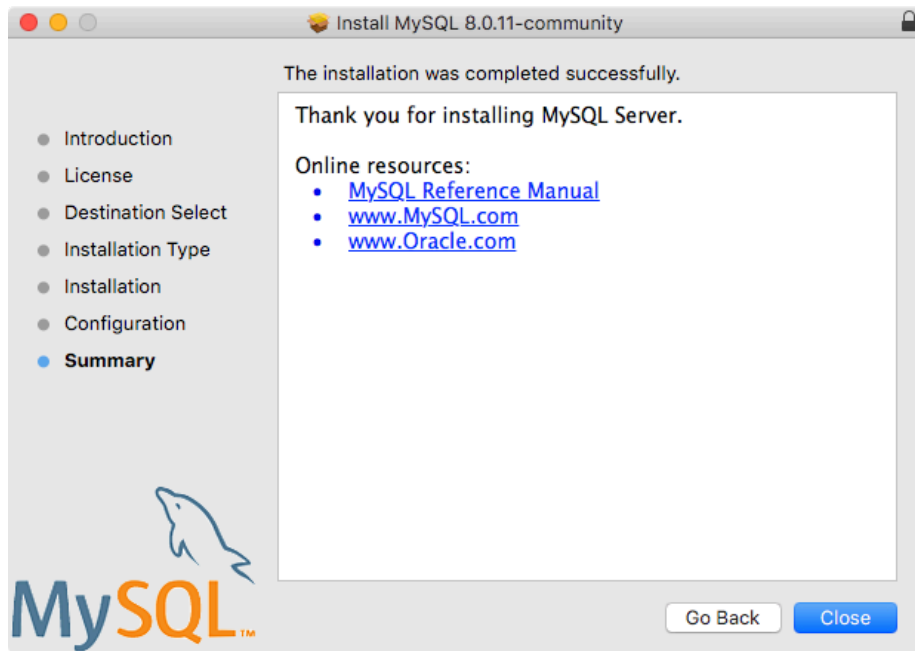 Install MySQL 8.0.11-community
The installation was completed successfully.
Introduction
License
Destination Select
Installation Type
Installation
Configuration
Summary
Thank you for installing MySQL Server.
Online resources:
• MySQL Reference Manual
• www.MySQL.com
• www.Oracle.com
MySQL™
Go Back
Close